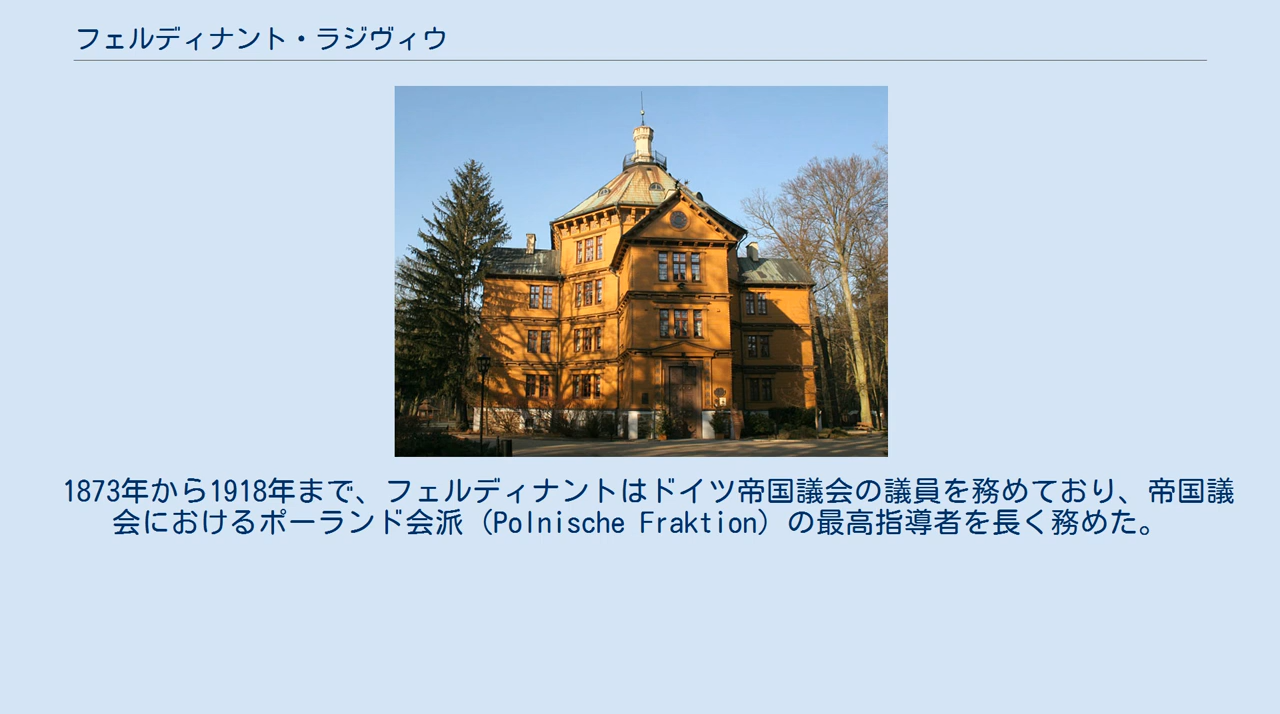 フェルディナント・ラジヴィウ
1873年から1918年まで、フェルディナントはドイツ帝国議会の議員を務めており、帝国議
会におけるポーランド会派（Polnische Fraktion）の最高指導者を長く務めた。